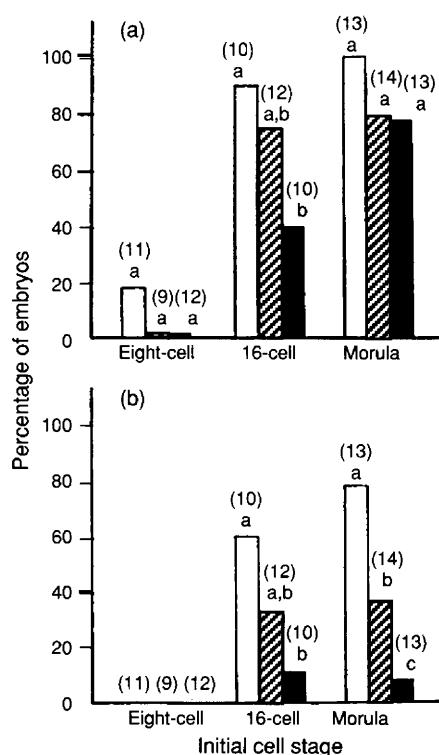 (a)
(13)
(10) a (14) (13)
a (12) a a
100
a,b
80
(10)
60
b
40
(11)
a
20
(9)(12)
a a
0
Eight-cell 16-cell Morula
Percentage of embryos
(b)
100
(13)
a
80
(10)
a
60
(14)
(12) b
a,b
40
(10) (13)
b c
20
(11) (9) (12)
0
Eight-cell 16-cell Morula
Initial cell stage